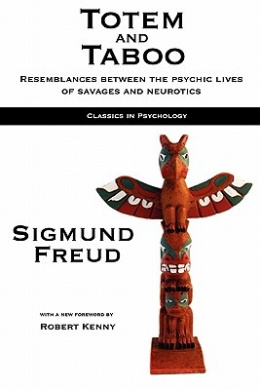 TOTEM
AND
TABOO
RESEMBLANCES BETWEEN THE PSYCHIC LIVES
OF SAVAGES AND NEUROTICS
CLASSICS IN PSYCHOLOGY
SIGMUND
FREUD
WITH A NEW FOREWORD BY
ROBERT KENNY